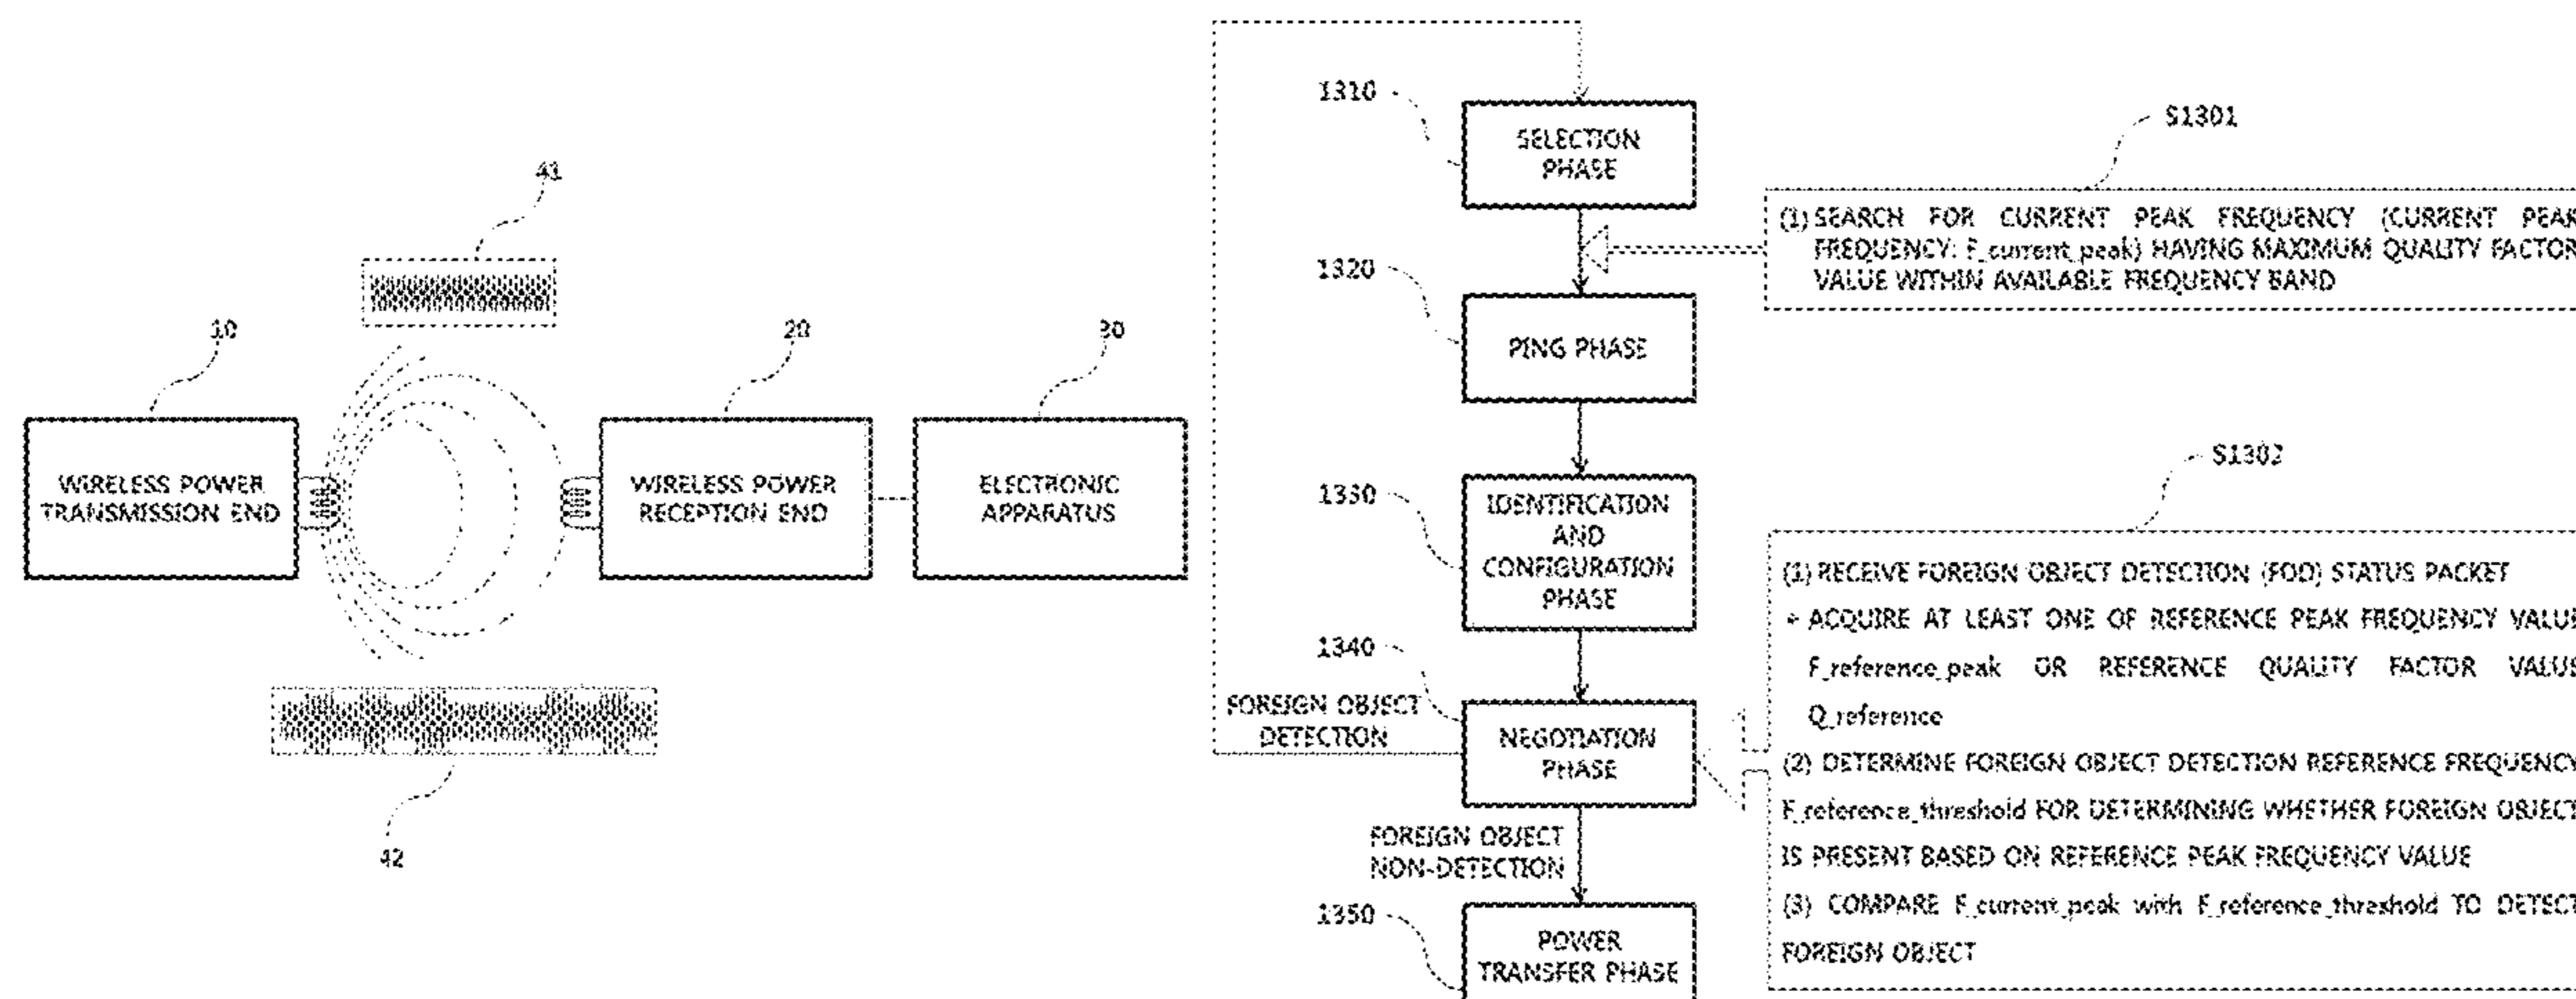 41
10
20
30
WIRELESS POWER
TRANSMISSION END
WIRELESS POWER
RECEPTION END
ELECTRONIC
APPARATUS
42
1310
SELECTION
PHASE
S1301
(1) SEARCH FOR CURRENT PEAK FREQUENCY (CURRENT PEAK
FREQUENCY: F_current_peak) HAVING MAXIMUM QUALITY FACTOR
VALUE WITHIN AVAILABLE FREQUENCY BAND
1320
PING PHASE
1330
IDENTIFICATION
AND
CONFIGURATION
PHASE
S1302
(1) RECEIVE FOREIGN OBJECT DETECTION (FOD) STATUS PACKET
+ ACQUIRE AT LEAST ONE OF REFERENCE PEAK FREQUENCY VALUE
F_reference_peak OR REFERENCE QUALITY FACTOR VALUE
Q_reference
(2) DETERMINE FOREIGN OBJECT DETECTION REFERENCE FREQUENCY
F_reference_threshold FOR DETERMINING WHETHER FOREIGN OBJECT
IS PRESENT BASED ON REFERENCE PEAK FREQUENCY VALUE
(3) COMPARE F_current_peak with F_reference_threshold TO DETECT
FOREIGN OBJECT
1340
FOREIGN OBJECT
DETECTION
NEGOTIATION
PHASE
FOREIGN OBJECT
NON-DETECTION
1350
POWER
TRANSFER PHASE